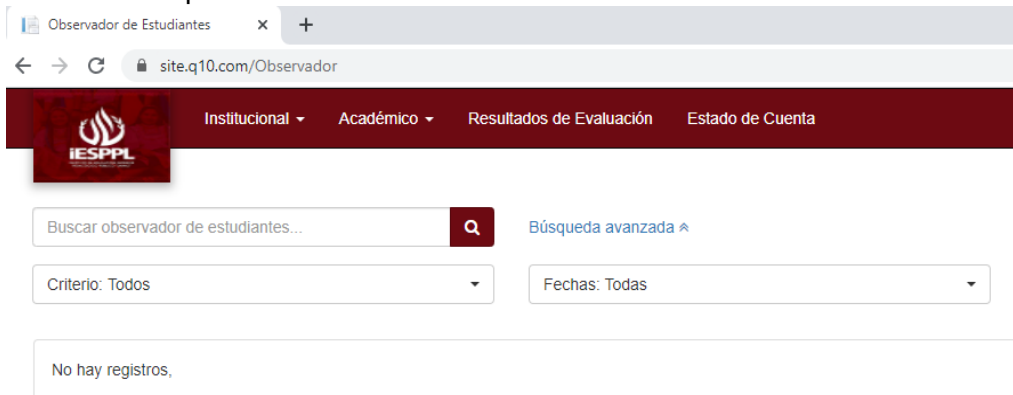 Observador de Estudiantes
site.q10.com/Observador
IESPPL
Institucional
Académico
Resultados de Evaluación
Estado de Cuenta
Buscar observador de estudiantes...
Búsqueda avanzada
Criterio: Todos
Fechas: Todas
No hay registros,